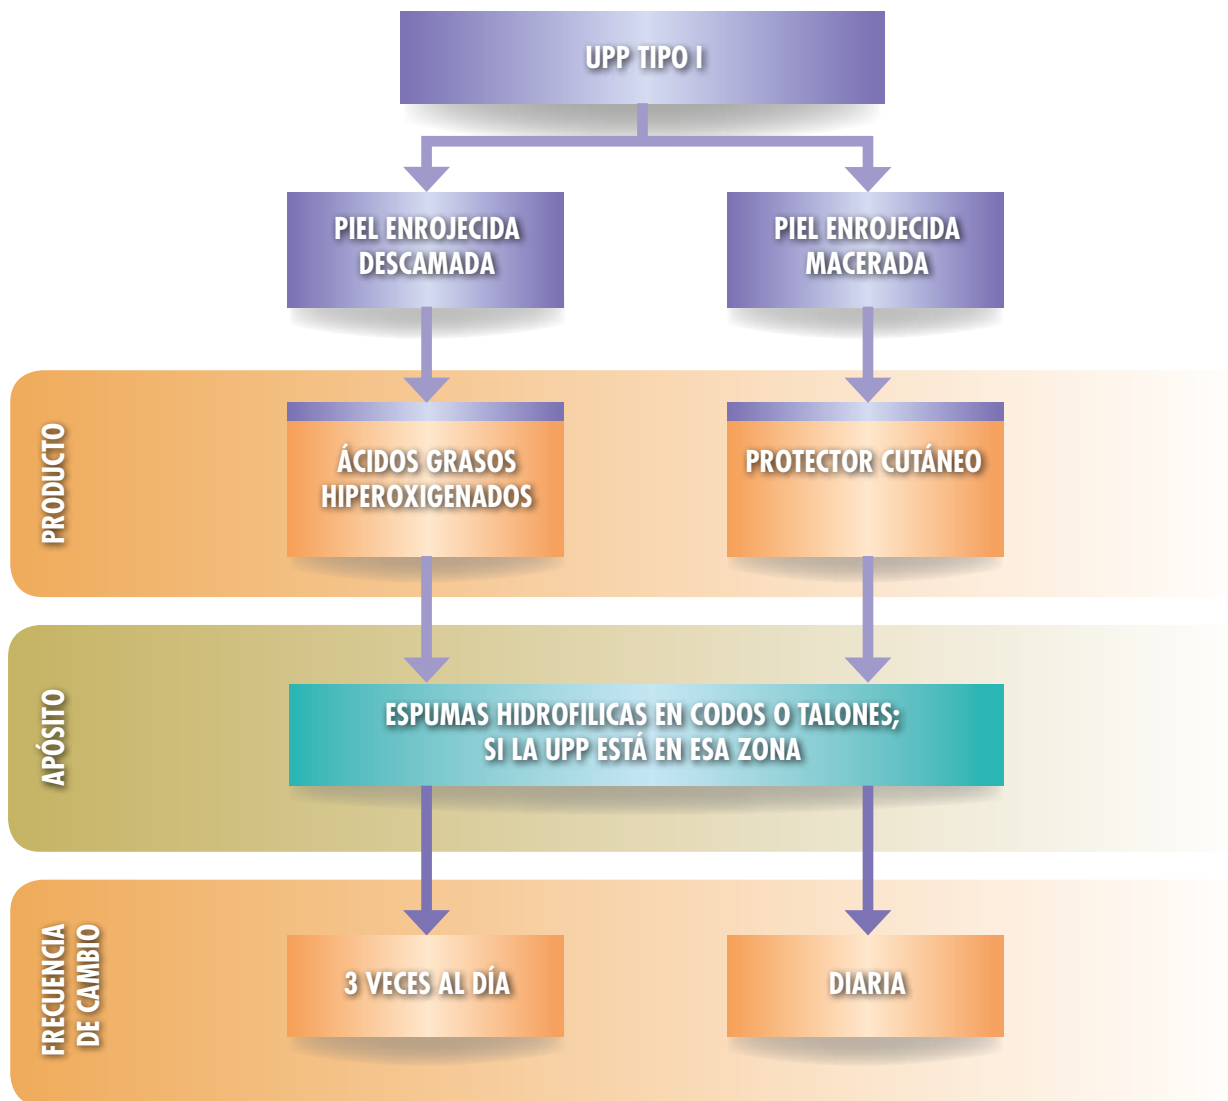 UPP TIPO I
PIEL ENROJECIDA
DESCAMADA
PIEL ENROJECIDA
MACERADA
PRODUCTO
ÁCIDOS GRASOS
HIPEROXIGENADOS
PROTECTOR CUTÁNEO
APÓSITO
ESPUMAS HIDROFILICAS EN CODOS O TALONES;
SI LA UPP ESTÁ EN ESA ZONA
FRECUENCIA
DE CAMBIO
3 VECES AL DÍA
DIARIA